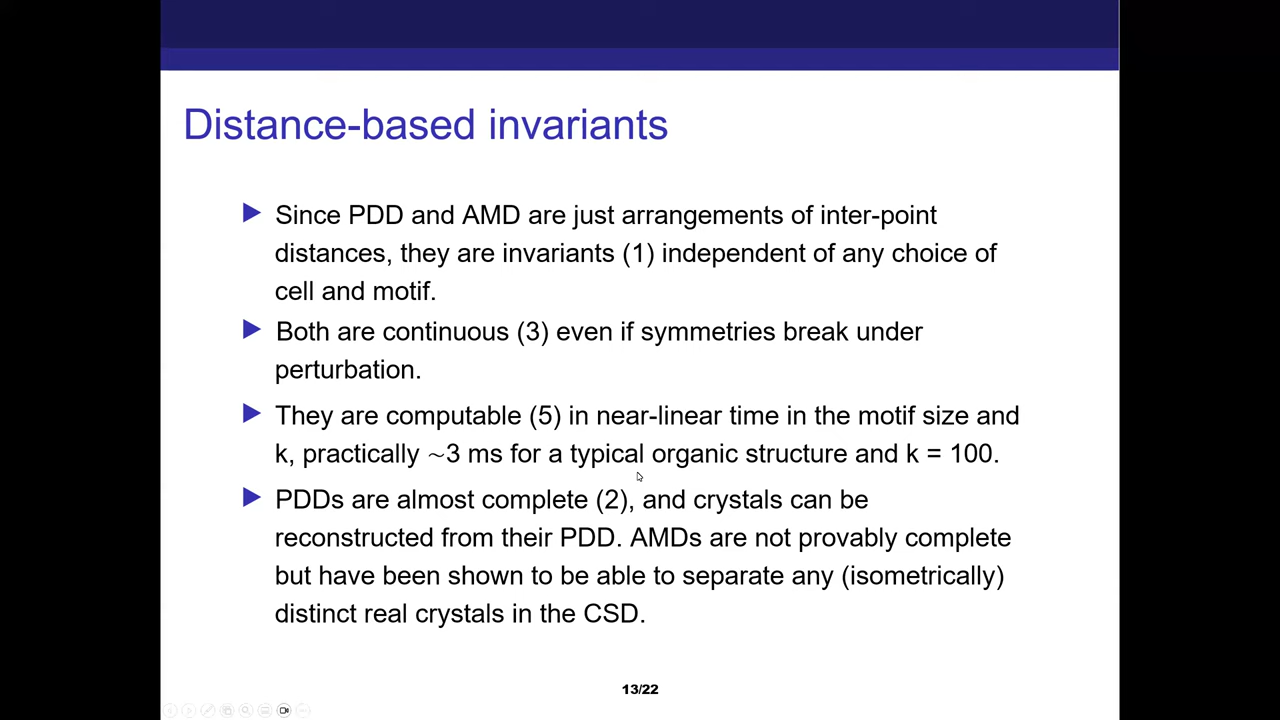 Distance-based invariants
Since PDD and AMD are just arrangements of inter-point
distances, they are invariants (1) independent of any choice of
cell and motif.
Both are continuous (3) even if symmetries break under
perturbation.
They are computable (5) in near-linear time in the motif size and
k, practically ~3 ms for a typical organic structure and k = 100.
PDDs are almost complete (2), and crystals can be
reconstructed from their PDD. AMDs are not provably complete
but have been shown to be able to separate any (isometrically)
distinct real crystals in the CSD.
13/22